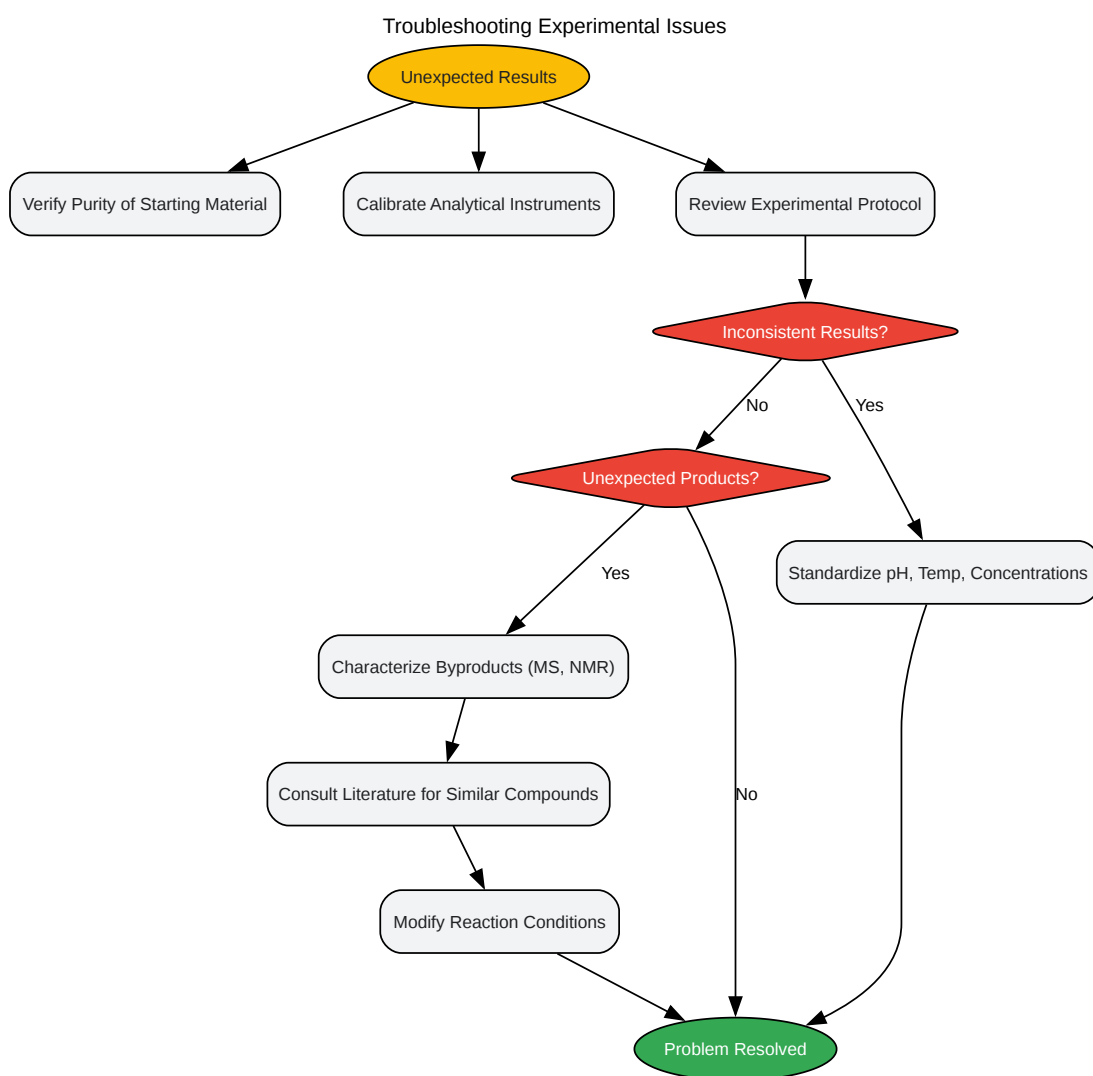 Troubleshooting Experimental Issues
Unexpected Results
Verify Purity of Starting Material
Calibrate Analytical Instruments
Review Experimental Protocol
Inconsistent Results?
No
Yes
Unexpected Products?
Yes
Standardize pH, Temp, Concentrations
Characterize Byproducts (MS, NMR)
Consult Literature for Similar Compounds
No
Modify Reaction Conditions
Problem Resolved